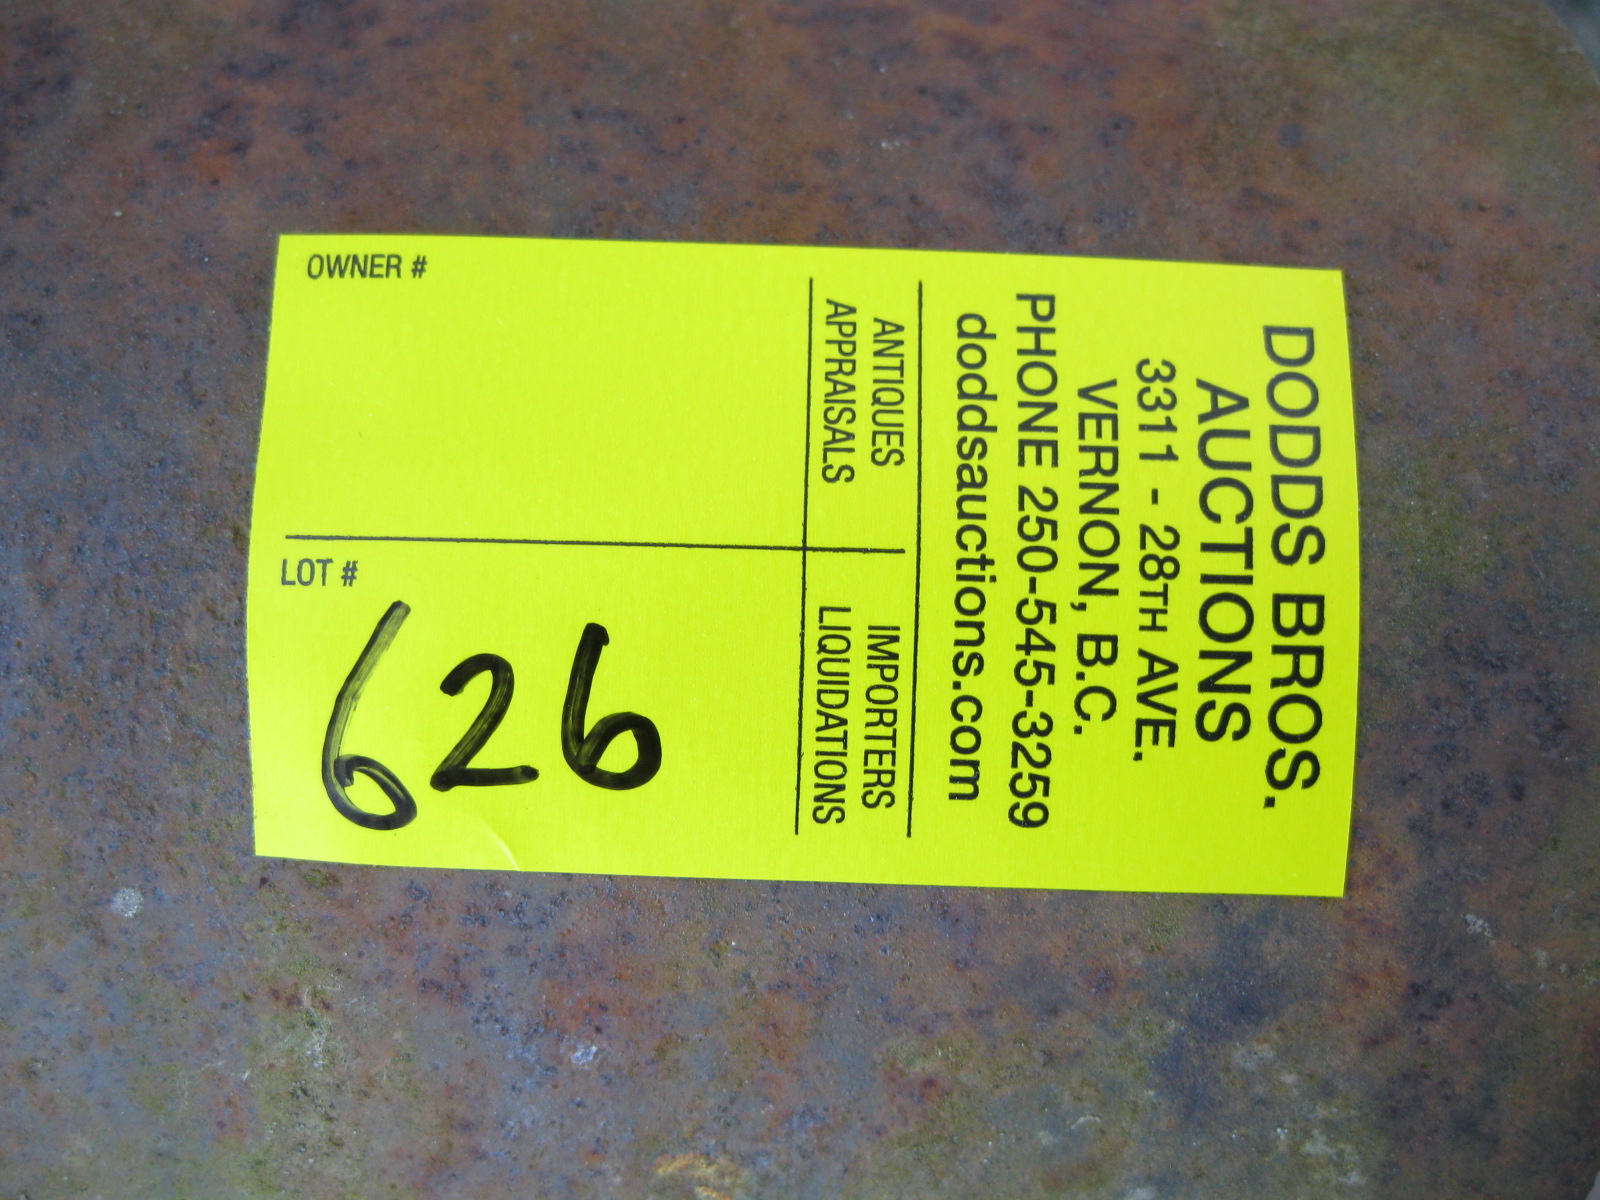 DODDS BROS.
AUCTIONS
3311 - 28TH AVE.
VERNON, B.C.
PHONE 250-545-3259
doddsauctions.com
ANTIQUES
APPRAISALS
IMPORTERS
LIQUIDATIONS
OWNER #
LOT #
626